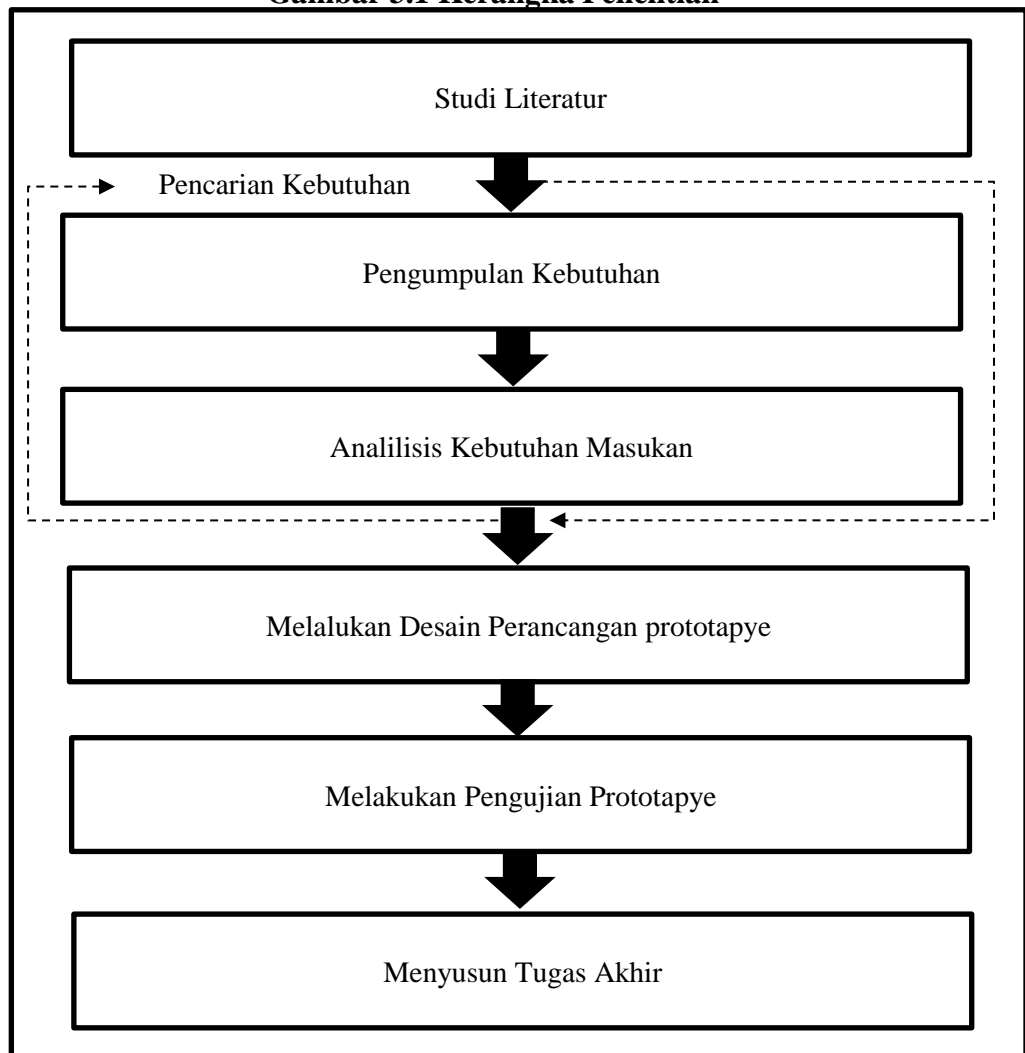 Gambar 3.1 Kerangka Penelitian
Studi Literatur
Pencarian Kebutuhan
Pengumpulan Kebutuhan
Analilisis Kebutuhan Masukan
Melalukan Desain Perancangan prototapye
Melakukan Pengujian Prototapye
Menyusun Tugas Akhir